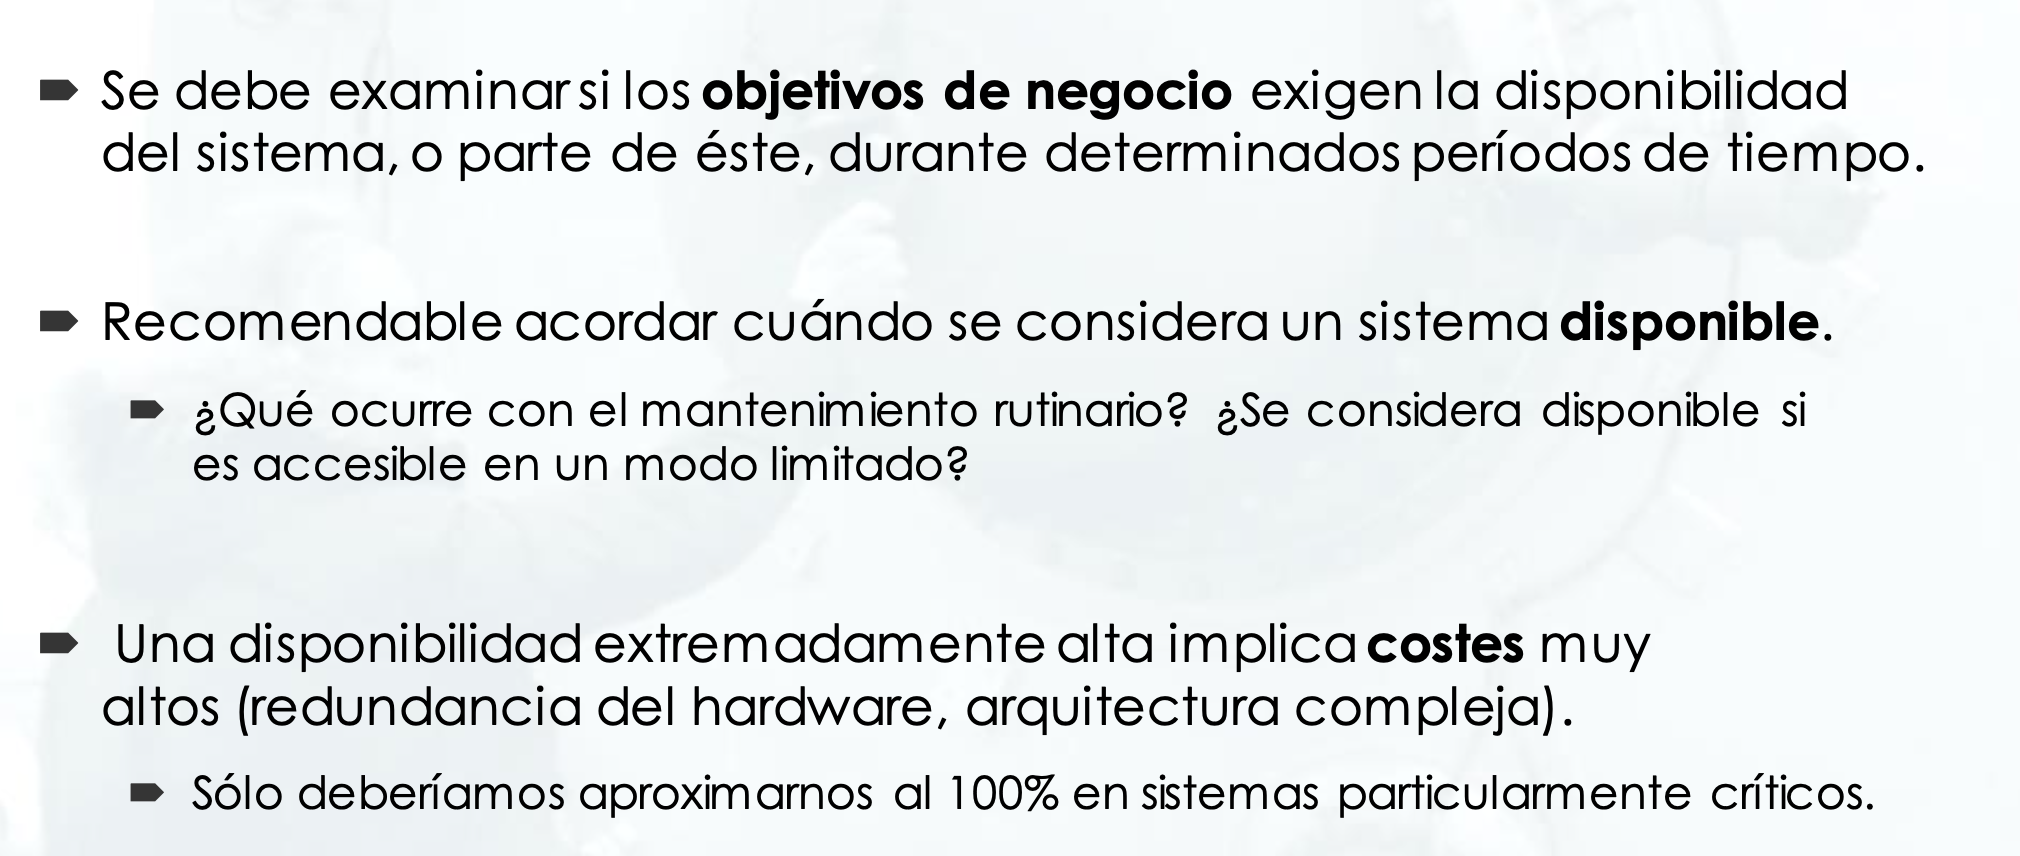 Se debe examinar si los objetivos de negocio exigen la disponibilidad
del sistema, o parte de éste, durante determinados períodos de tiempo.
Recomendable acordar cuándo se considera un sistema disponible.
¿Qué ocurre con el mantenimiento rutinario? ¿Se considera disponible si
es accesible en un modo limitado?
Una disponibilidad extremadamente alta implica costes muy
altos (redundancia del hardware, arquitectura compleja).
Sólo deberíamos aproximarnos al 100% en sistemas particularmente críticos.